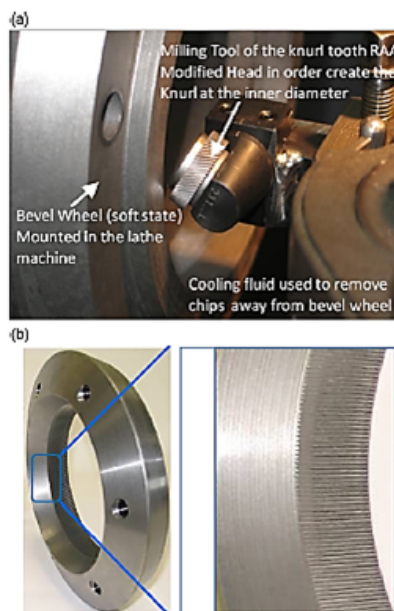 (a)
Milling Tool of the knurl tooth RAA
Modified Head in order create the
Knurl at the inner diameter
Bevel Wheel (soft state)
Mounted in the lathe
machine
Cooling fluid used to remove
chips away from bevel wheel
(b)